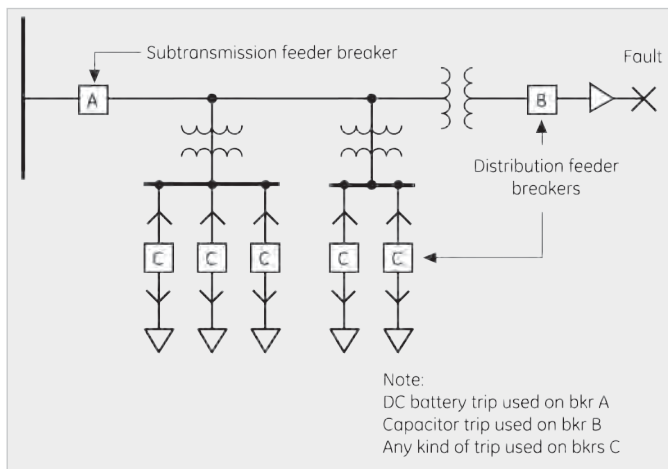 Subtransmission feeder breaker
Fault
A
B
Distribution feeder
breakers
C C C C C
Note:
DC battery trip used on bkr A
Capacitor trip used on bkr B
Any kind of trip used on bkrs C